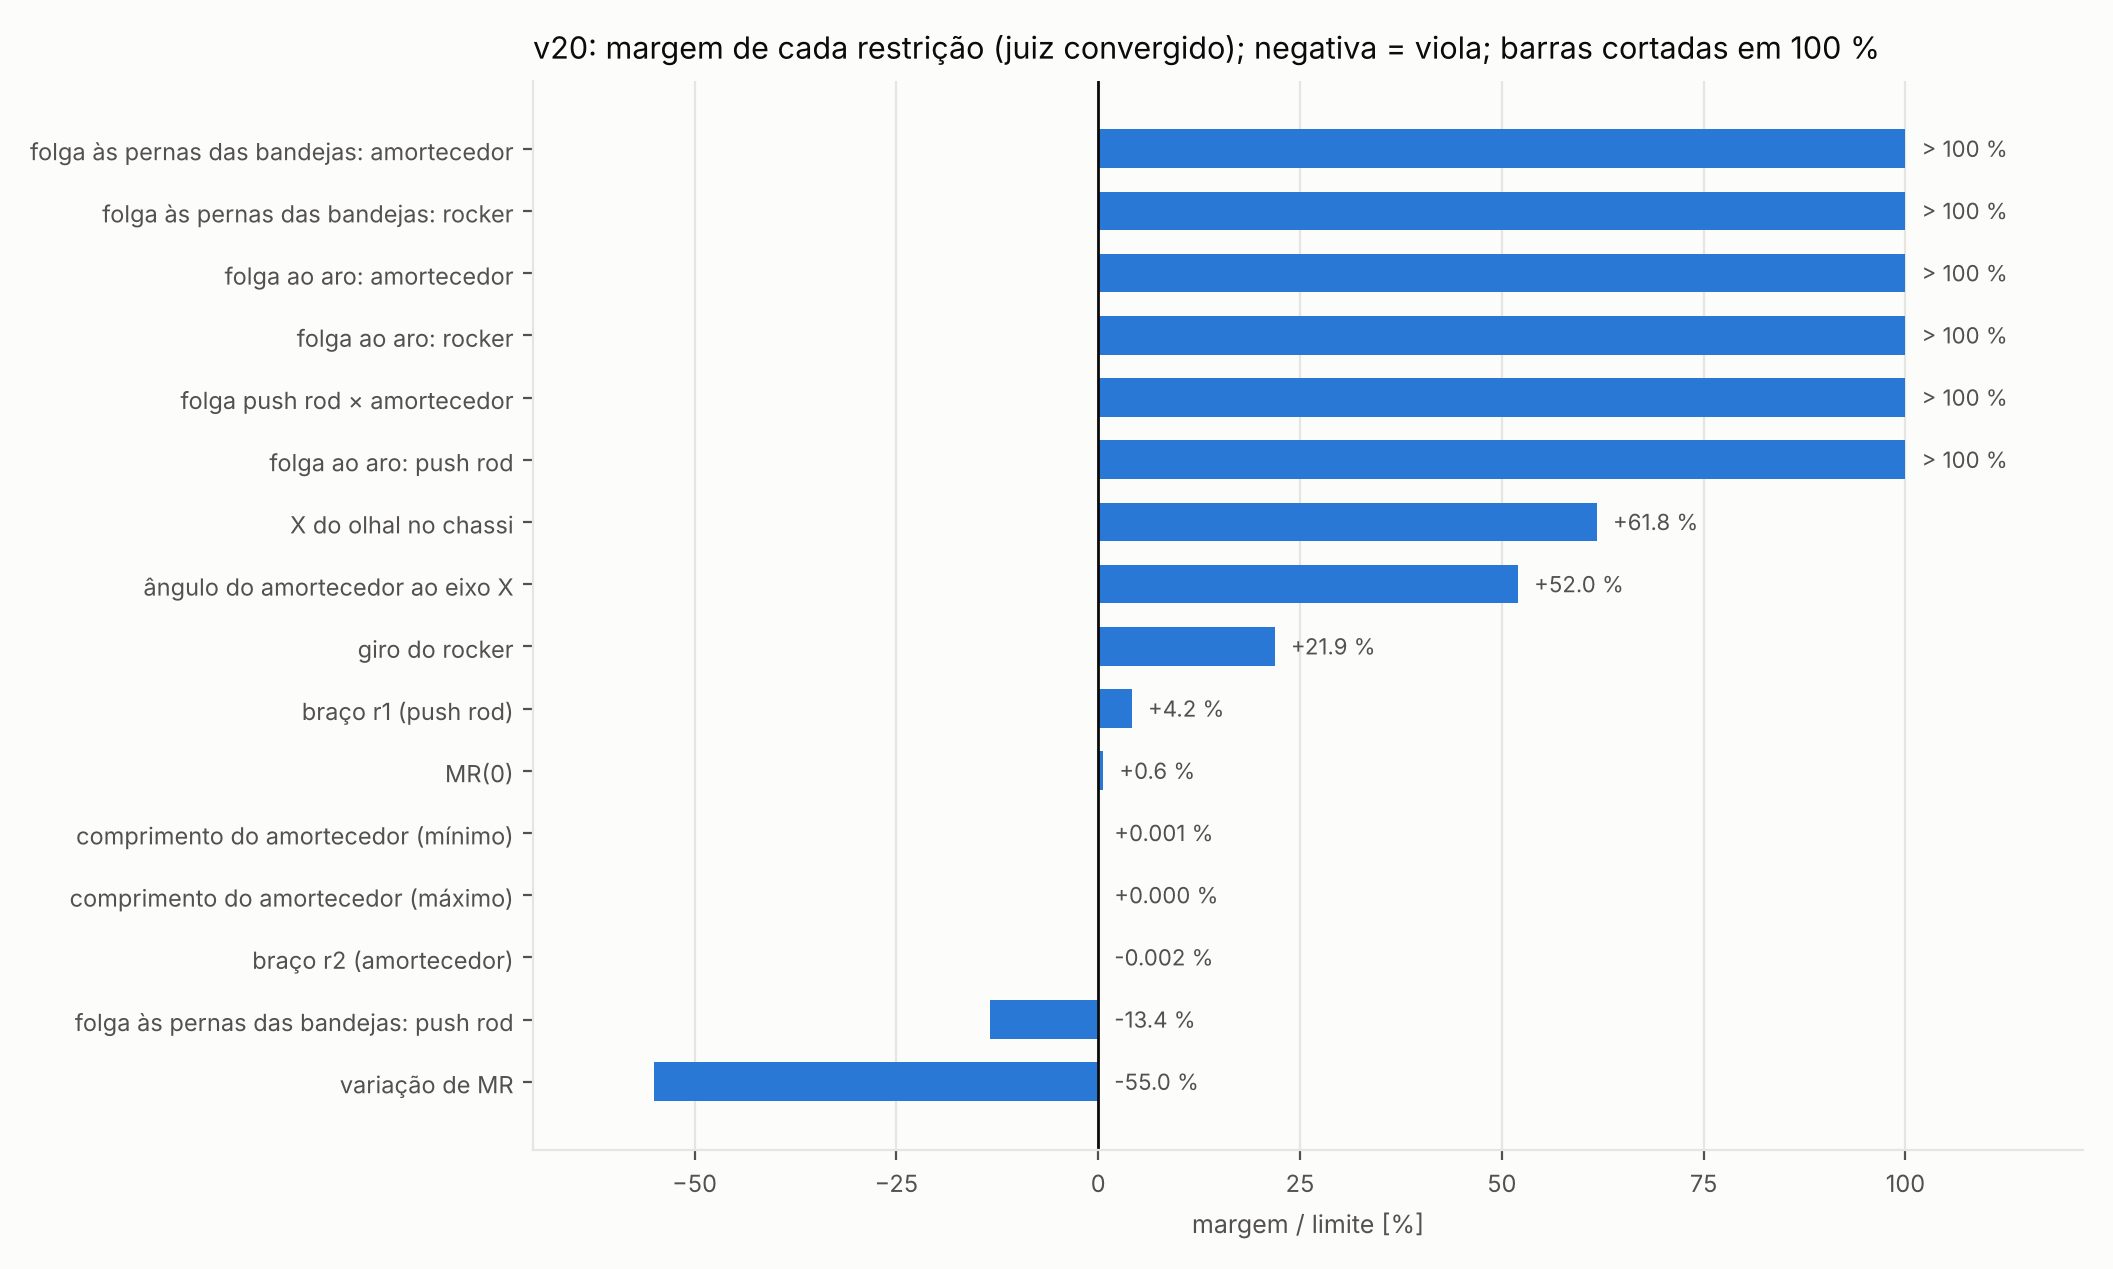 v20: margem de cada restrição (juiz convergido); negativa = viola; barras cortadas em 100 %
folga às pernas das bandejas: amortecedor > 100 %
folga às pernas das bandejas: rocker > 100 %
folga ao aro: amortecedor > 100 %
folga ao aro: rocker > 100 %
folga push rod × amortecedor > 100 %
folga ao aro: push rod > 100 %
X do olhal no chassi +61.8 %
ângulo do amortecedor ao eixo X +52.0 %
giro do rocker +21.9 %
braço r1 (push rod) +4.2 %
MR(0) +0.6 %
comprimento do amortecedor (mínimo) +0.001 %
comprimento do amortecedor (máximo) +0.000 %
braço r2 (amortecedor) -0.002 %
folga às pernas das bandejas: push rod -13.4 %
variação de MR -55.0 %
−50 −25 0 25 50 75 100
margem / limite [%]